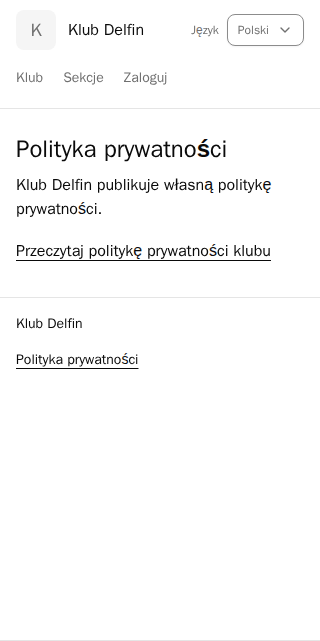 K
Klub Delfin
Język
Polski
Klub
Sekcje
Zaloguj
Polityka prywatności
Klub Delfin publikuje własną politykę
prywatności.
Przeczytaj politykę prywatności klubu
Klub Delfin
Polityka prywatności